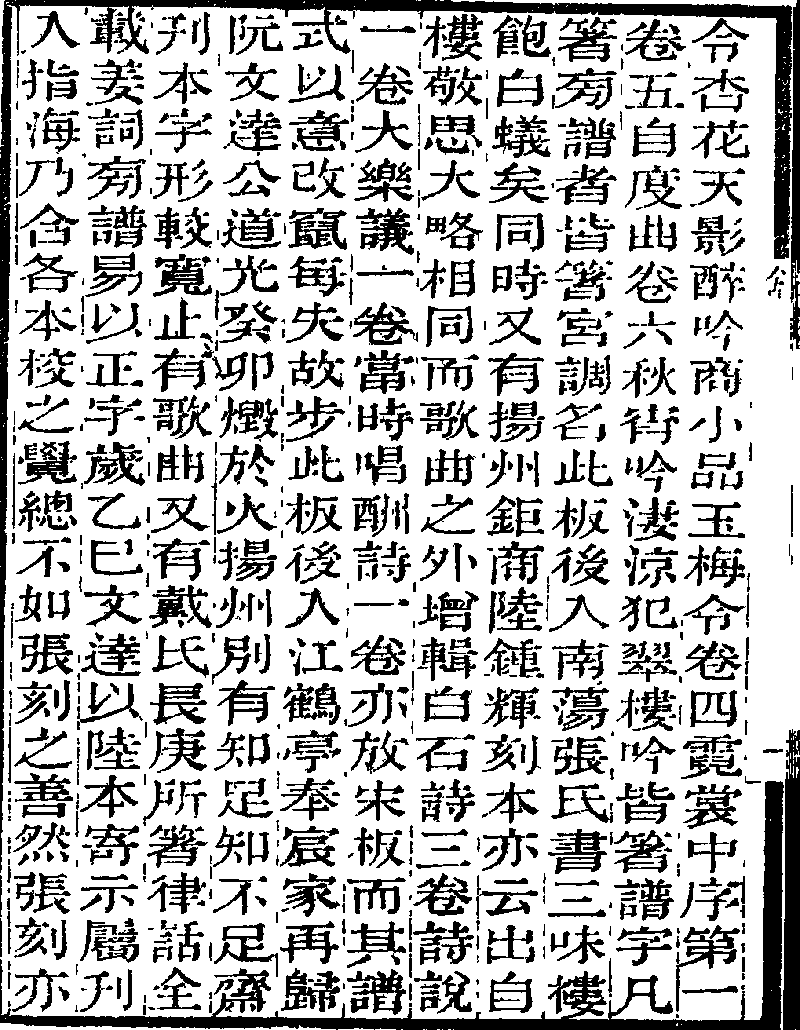 令杏花天影醉吟商小品玉梅令卷四霓裳中序第一
卷五自度曲卷六秋宵吟淒涼犯翠樓吟皆箸譜字凡
箸旁譜者皆箸宮調名此板後入南蕩張氏書三味樓
飽白蟻矣同時又有揚州鉅商陸鍾輝刻本亦云出自
樓敬思大略相同而歌曲之外增輯白石詩三卷詩說
一卷大樂議一卷當時唱酬詩一卷亦放宋板而其譜
式以意改竄每失故步此板後入江鶴亭奉宸家再歸
阮文達公道光癸卯燬於火揚州別有知足知不足齋
刋本字形較寬止有歌曲又有戴氏長庚所箸律話全
載姜詞旁譜易以正字歲乙巳文達以陸本寄示屬刋
入指海乃合各本校之覺總不如張刻之善然張刻亦